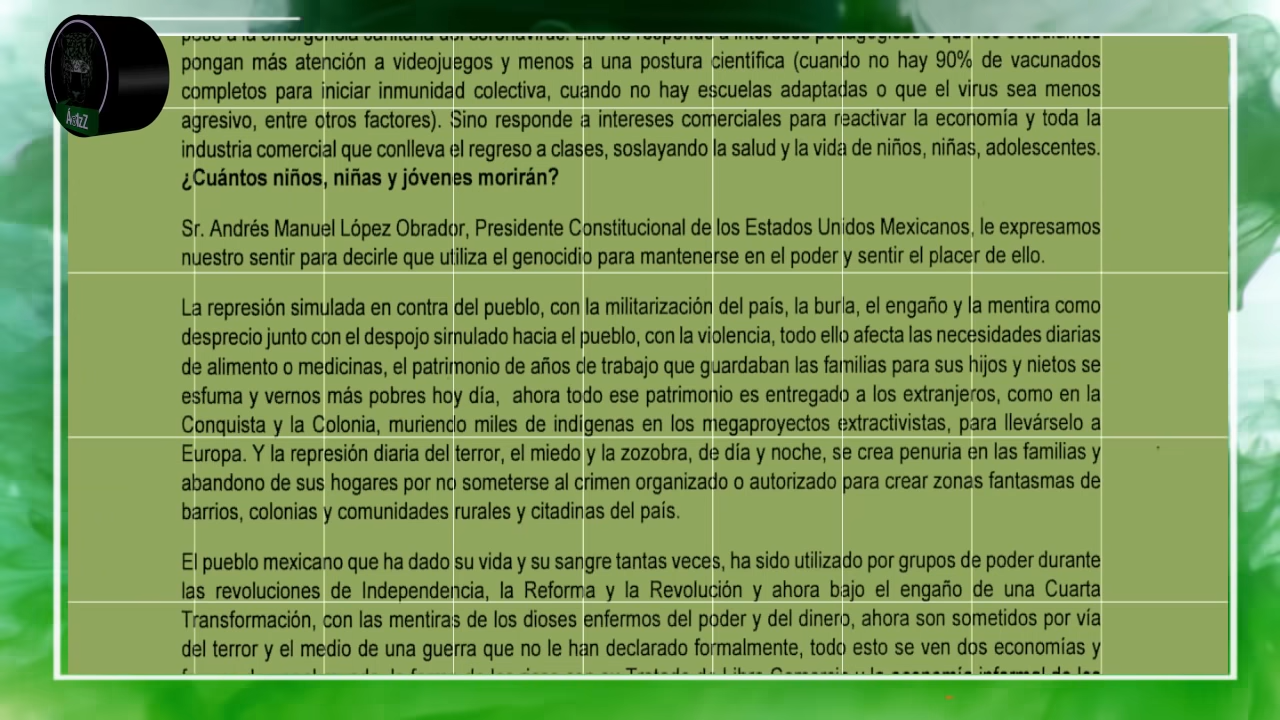 pongan más atención a videojuegos y menos a una postura científica (cuando no hay 90% de vacunados
completos para iniciar inmunidad colectiva, cuando no hay escuelas adaptadas o que el virus sea menos
agresivo, entre otros factores). Sino responde a intereses comerciales para reactivar la economía y toda la
industria comercial que conlleva el regreso a clases, soslayando la salud y la vida de niños, niñas, adolescentes.
¿Cuántos niños, niñas y jóvenes morirán?
Sr. Andrés Manuel López Obrador, Presidente Constitucional de los Estados Unidos Mexicanos, le expresamos
nuestro sentir para decirle que utiliza el genocidio para mantenerse en el poder y sentir el placer de ello.
La represión simulada en contra del pueblo, con la militarización del país, la burla, el engaño y la mentira como
desprecio junto con el despojo simulado hacia el pueblo, con la violencia, todo ello afecta las necesidades diarias
de alimento o medicinas, el patrimonio de años de trabajo que guardaban las familias para sus hijos y nietos se
esfuma y vernos más pobres hoy día, ahora todo ese patrimonio es entregado a los extranjeros, como en la
Conquista y la Colonia, muriendo miles de indígenas en los megaproyectos extractivistas, para llevárselo a
Europa. Y la represión diaria del terror, el miedo y la zozobra, de día y noche, se crea penuria en las familias y
abandono de sus hogares por no someterse al crimen organizado o autorizado para crear zonas fantasmas de
barrios, colonias y comunidades rurales y citadinas del país.
El pueblo mexicano que ha dado su vida y su sangre tantas veces, ha sido utilizado por grupos de poder durante
las revoluciones de Independencia, la Reforma y la Revolución y ahora bajo el engaño de una Cuarta
Transformación, con las mentiras de los dioses enfermos del poder y del dinero, ahora son sometidos por vía
del terror y el medio de una guerra que no le han declarado formalmente, todo esto se ven dos economías y